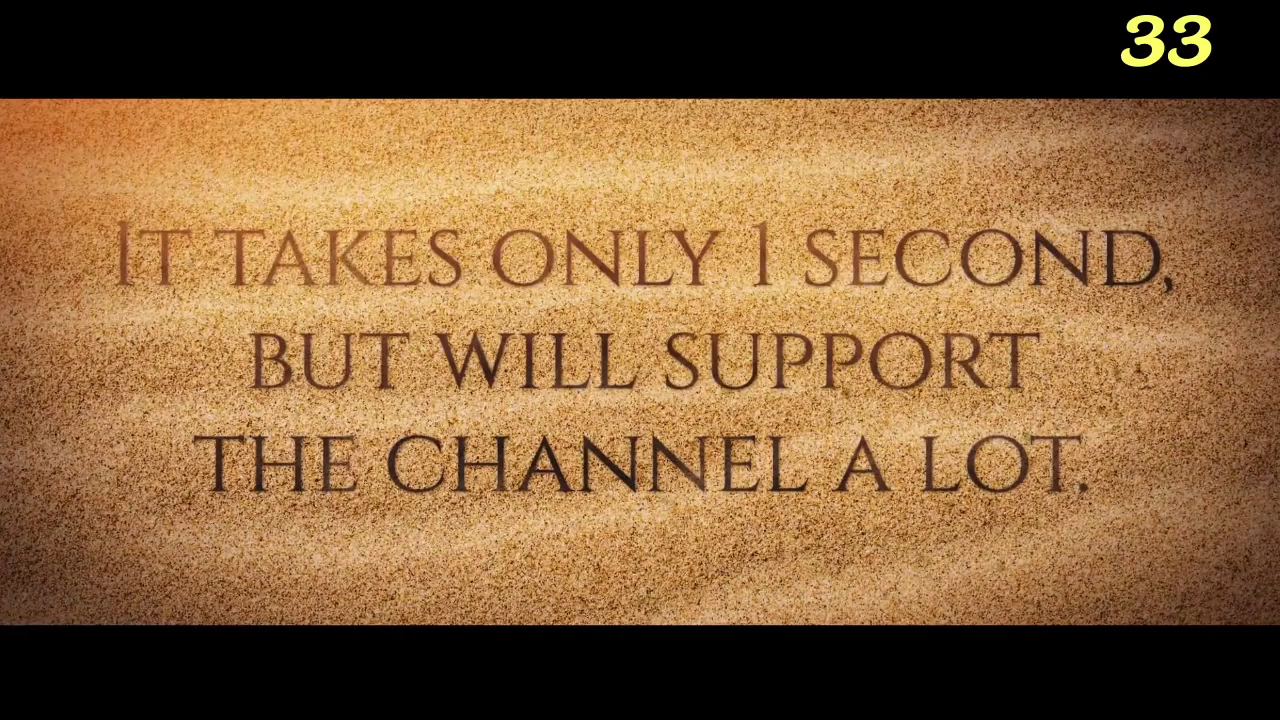 33
It takes only 1 second,
but will support
the channel a lot.